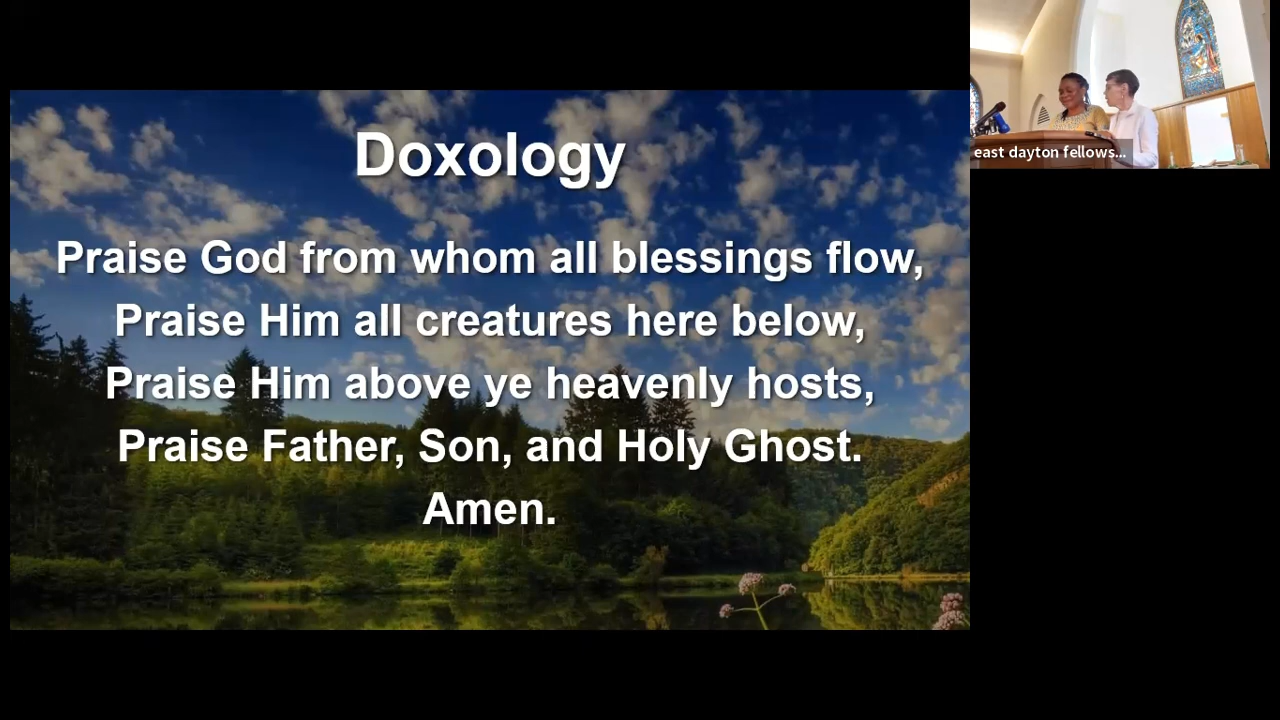 Doxology
Praise God from whom all blessings flow,
Praise Him all creatures here below,
Praise Him above ye heavenly hosts,
Praise Father, Son, and Holy Ghost.
Amen.
east dayton fellows...